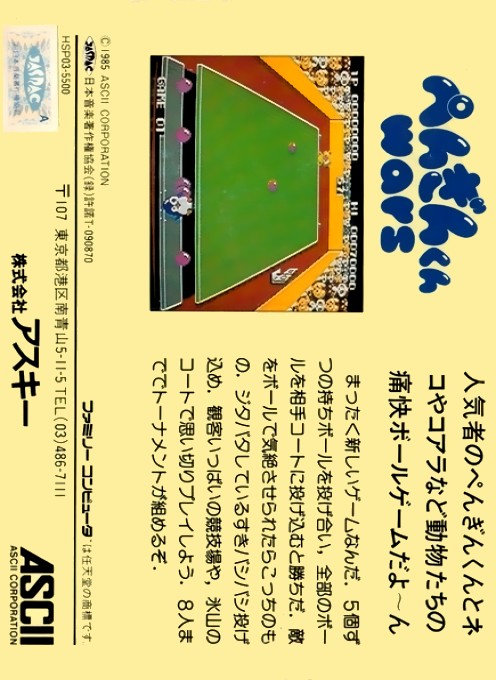 ぺんぎんくん
wars
人気者のぺんぎんくんとネ
コやコアラなど動物たちの
痛快ボールゲームだよ～ん
まったく新しいゲームなんだ．5個ず
つの持ちボールを投げ合い，全部のボー
ルを相手コートに投げ込むと勝ちだ．敵
をボールで気絶させられたらこっちのも
の．ジタバタしているすきバシバシ投げ
込め．観客いっぱいの競技場や，氷山の
コートで思い切りプレイしよう．8人ま
ででトーナメントが組めるぞ．
1P 0000000
HI 0007000
GAME 01
©1985 ASCII CORPORATION
JASRAC 日本音楽著作権協会(録)許諾T-090870
HSP03-5500
JASRAC
A
ファミリーコンピュータ™は任天堂の商標です
〒107 東京都港区南青山5-11-5 TEL(03)486-7111
株式会社アスキー
ASCII
ASCII CORPORATION